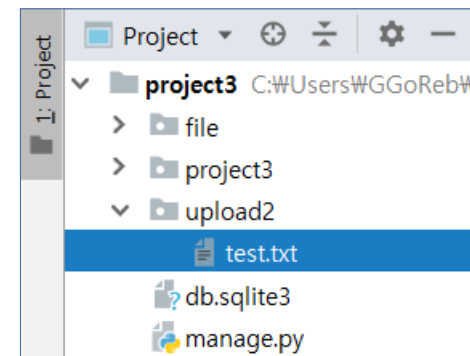 1: Project
Project
project3 C:₩Users₩GGoReb₩
file
project3
upload2
test.txt
db.sqlite3
manage.py